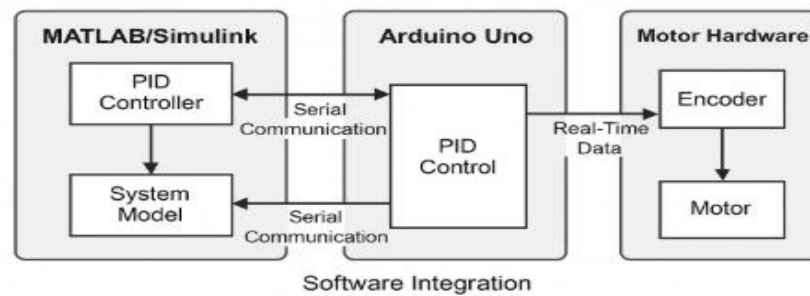 MATLAB/Simulink
PID
Controller
System
Model
Serial
Communication
Serial
Communication
Arduino Uno
PID
Control
Real-Time
Data
Motor Hardware
Encoder
Motor
Software Integration